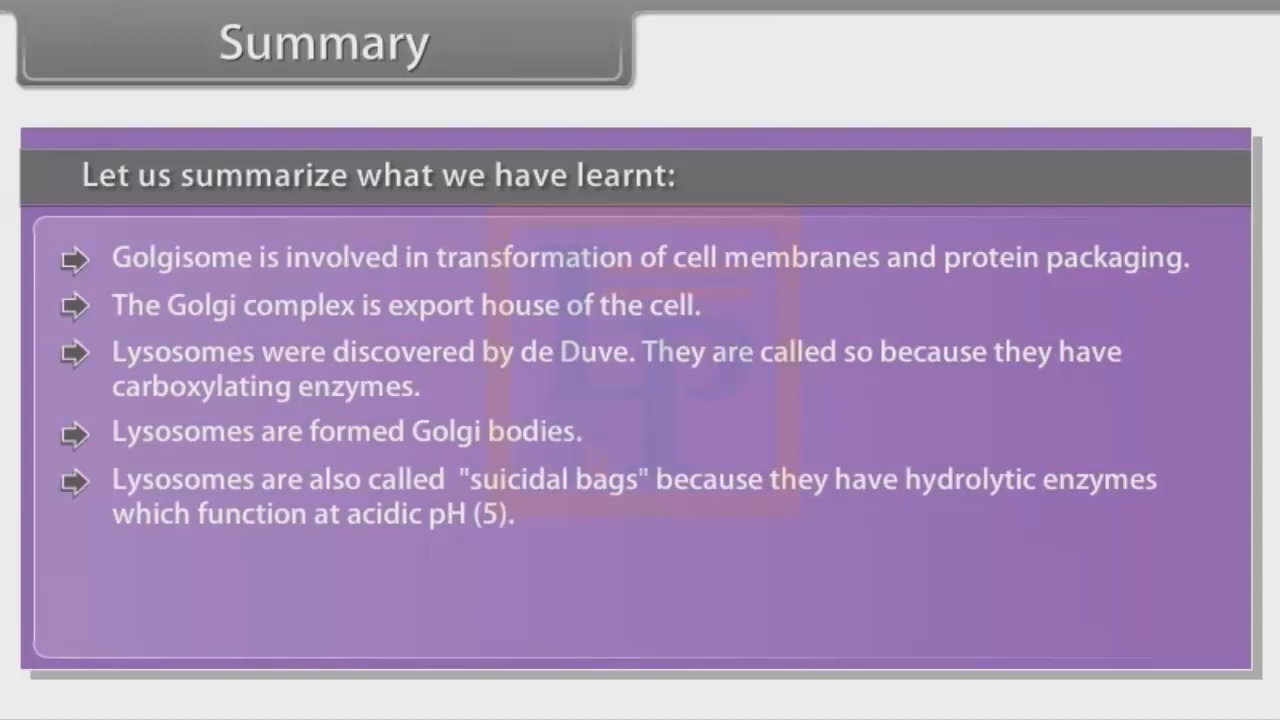 Summary
Let us summarize what we have learnt:
Golgisome is involved in transformation of cell membranes and protein packaging.
The Golgi complex is export house of the cell.
Lysosomes were discovered by de Duve. They are called so because they have
carboxylating enzymes.
Lysosomes are formed Golgi bodies.
Lysosomes are also called "suicidal bags" because they have hydrolytic enzymes
which function at acidic pH (5).